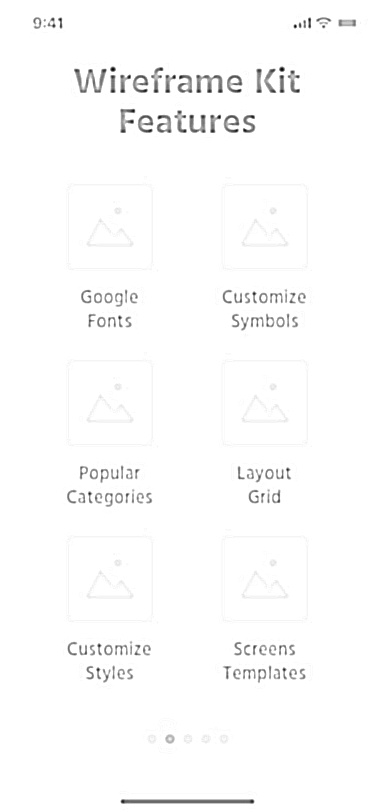 9:41
Wireframe Kit
Features
Google
Fonts
Customize
Symbols
Popular
Categories
Layout
Grid
Customize
Styles
Screens
Templates